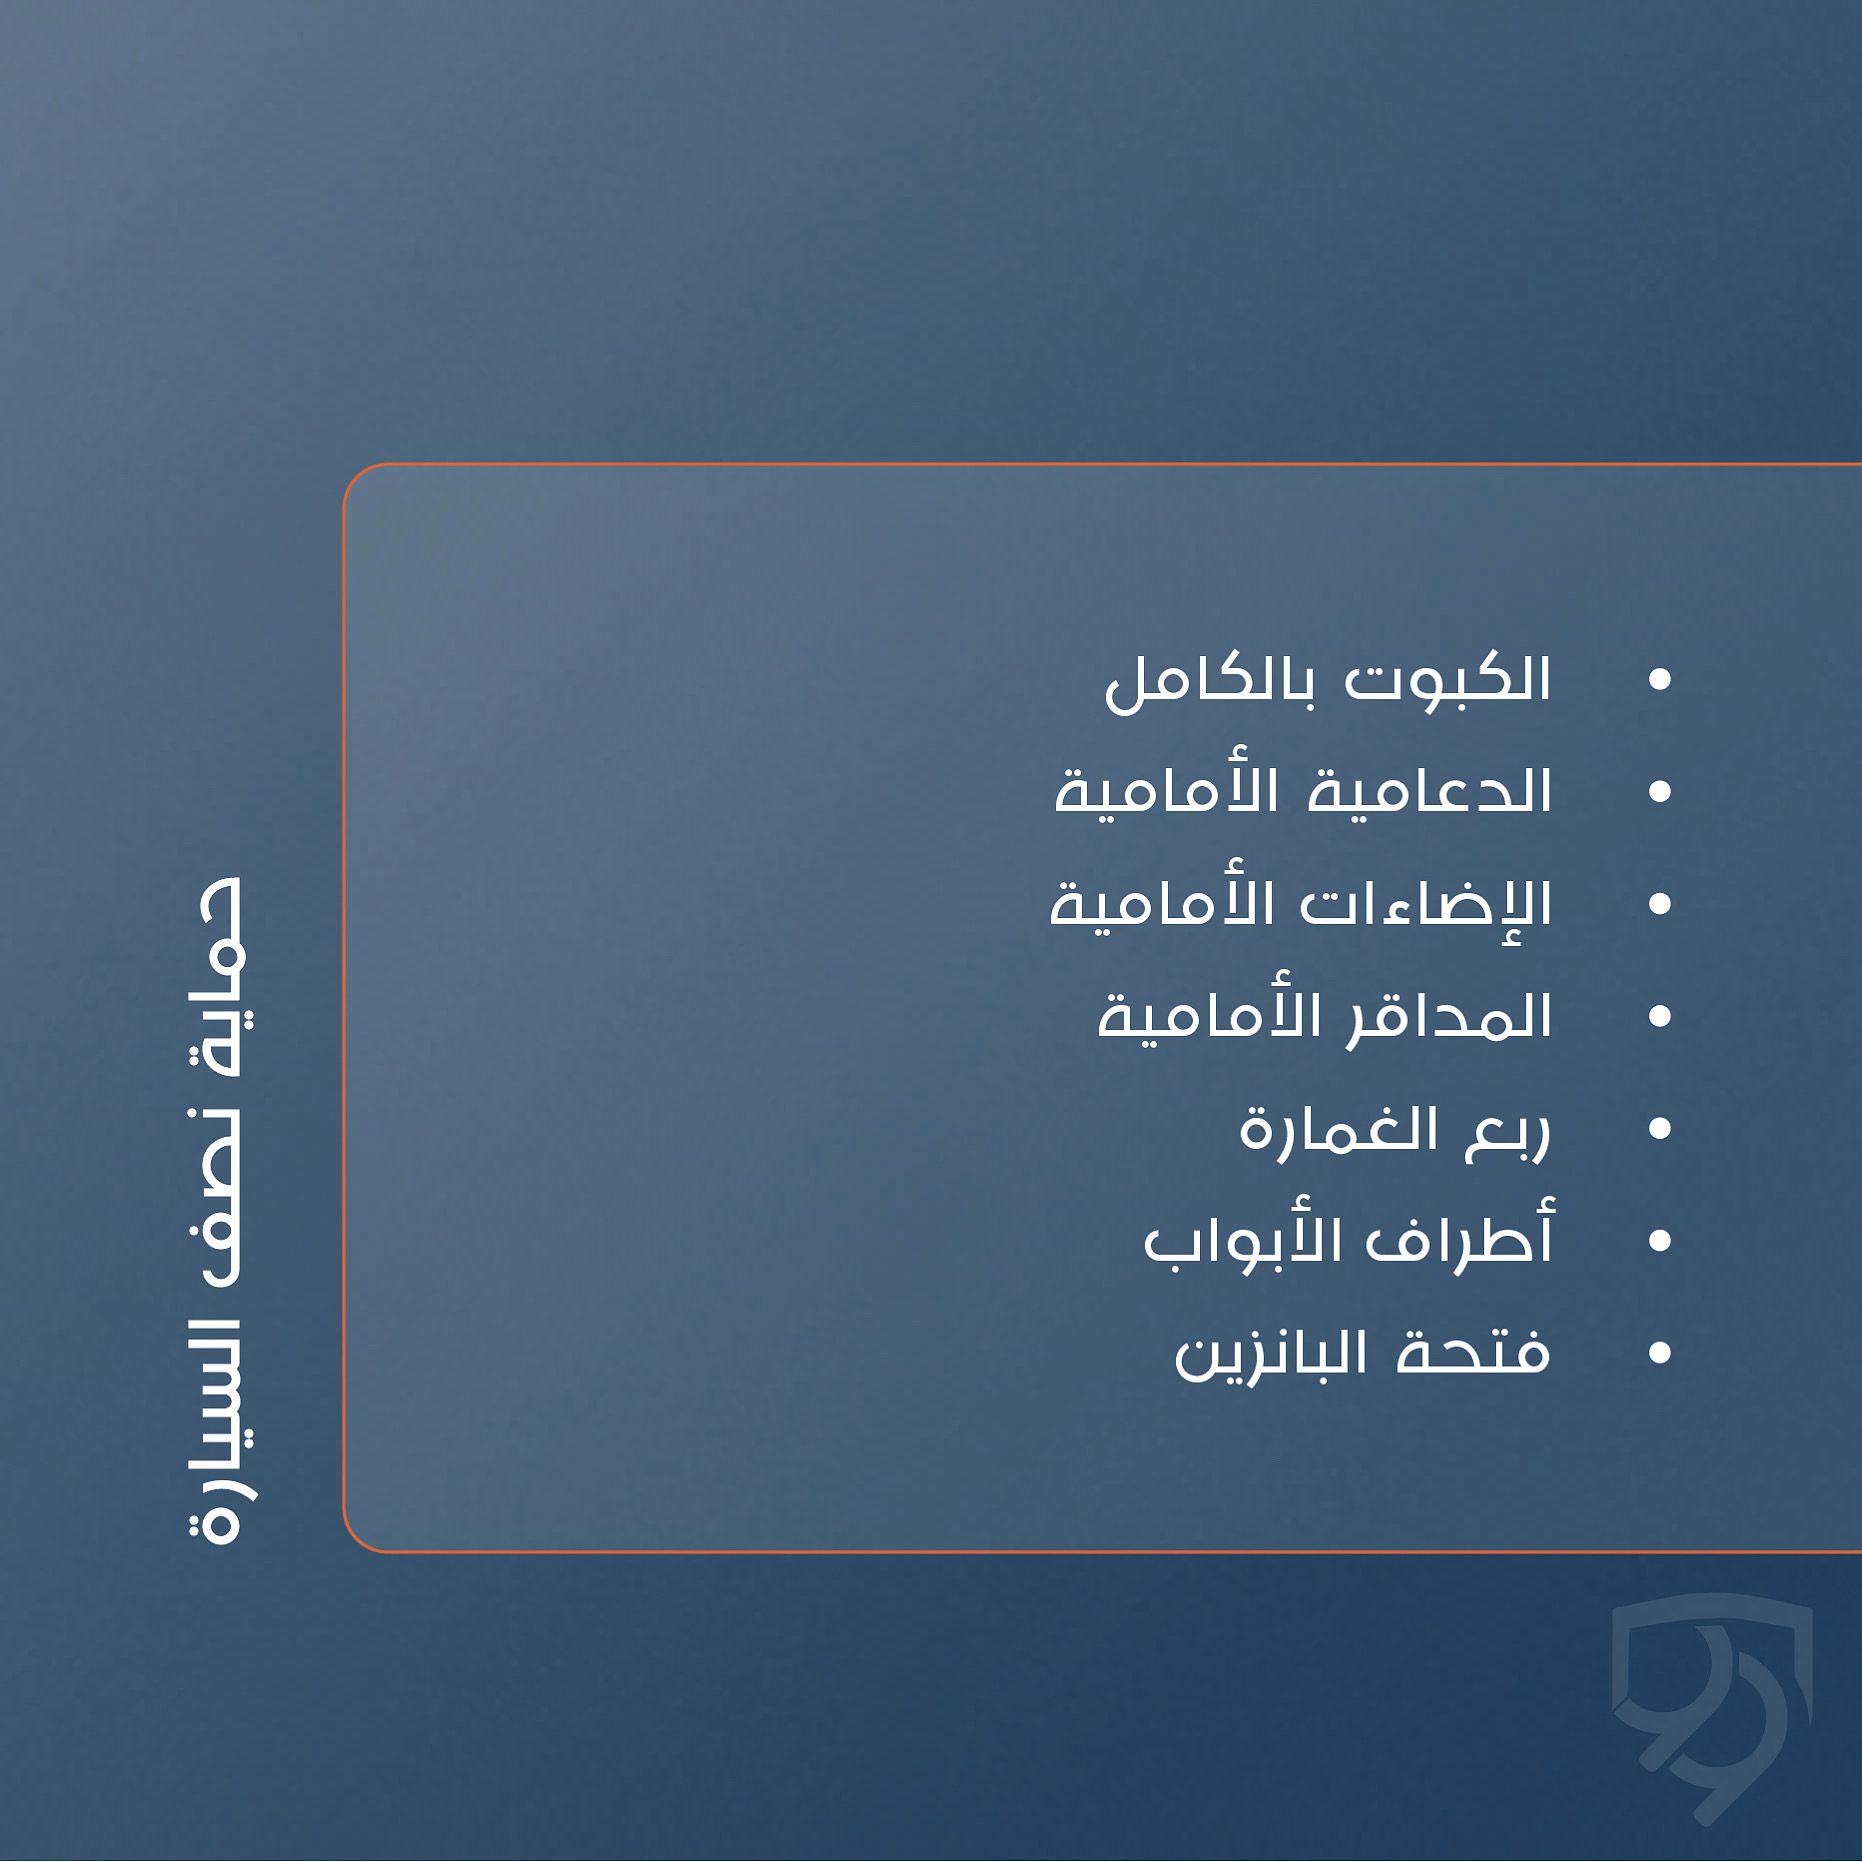 حماية نصف السيارة
الكبوت بالكامل
الدعامية الأمامية
الإضاءات الأمامية
المداقر الأمامية
ربع الغمارة
أطراف الأبواب
فتحة البانزين